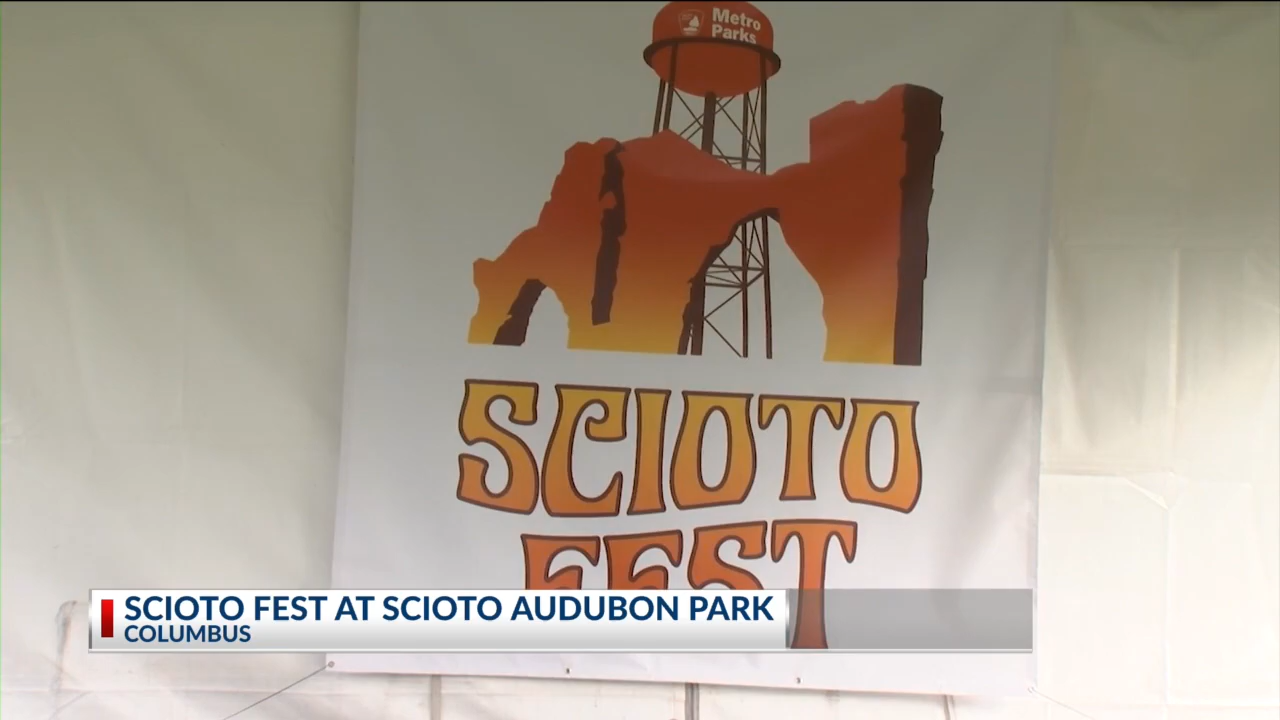 Metro
Parks
SCIOTO
FEST
SCIOTO FEST AT SCIOTO AUDUBON PARK
COLUMBUS